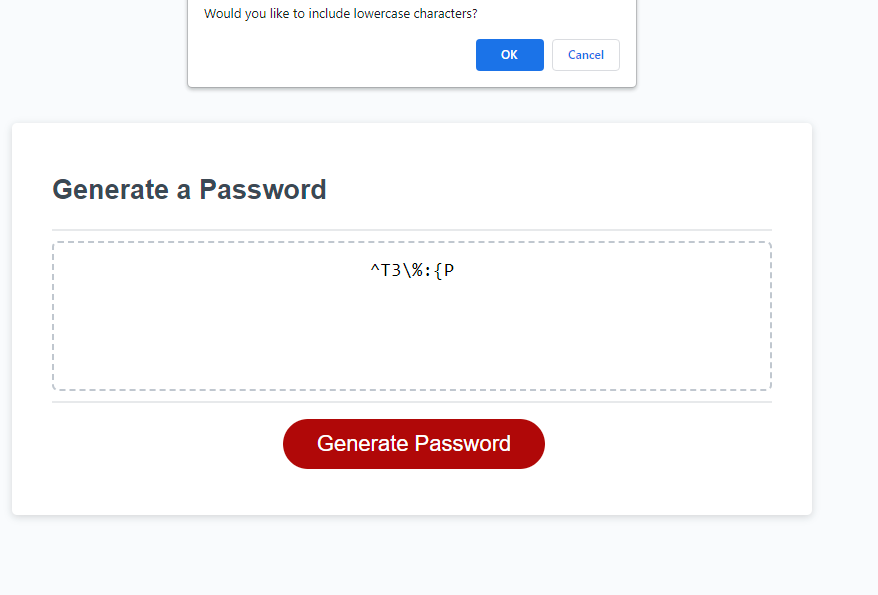 Would you like to include lowercase characters?
OK
Cancel
Generate a Password
^T3\%:{P
Generate Password